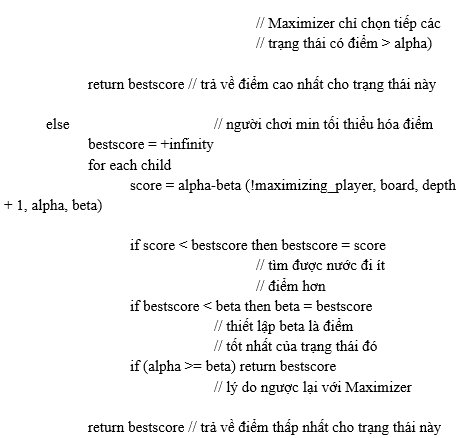 // Maximizer chỉ chọn tiếp các
// trạng thái có điểm > alpha)
return bestscore // trả về điểm cao nhất cho trạng thái này
else // người chơi min tối thiểu hóa điểm
bestscore = +infinity
for each child
score = alpha-beta (!maximizing_player, board, depth
+ 1, alpha, beta)
if score < bestscore then bestscore = score
// tìm được nước đi ít
// điểm hơn
if bestscore < beta then beta = bestscore
// thiết lập beta là điểm
// tốt nhất của trạng thái đó
if (alpha >= beta) return bestscore
// lý do ngược lại với Maximizer
return bestscore // trả về điểm thấp nhất cho trạng thái này